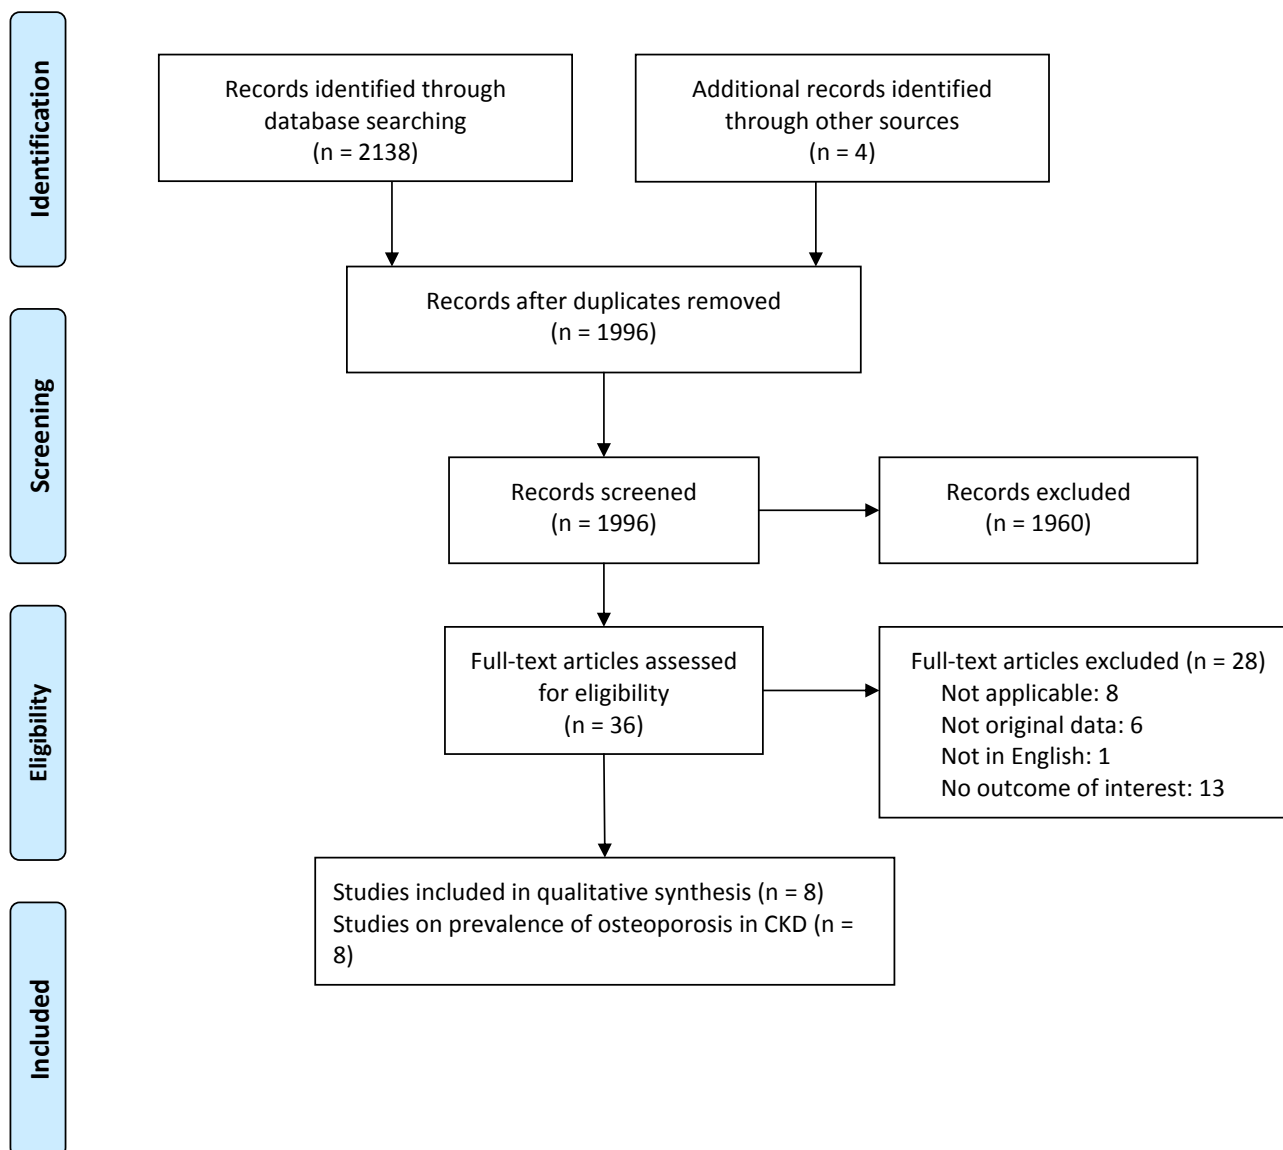 Identification
Records identified through
database searching
(n = 2138)
Additional records identified
through other sources
(n = 4)
Records after duplicates removed
(n = 1996)
Screening
Records screened
(n = 1996)
Records excluded
(n = 1960)
Eligibility
Full-text articles assessed
for eligibility
(n = 36)
Full-text articles excluded (n = 28)
Not applicable: 8
Not original data: 6
Not in English: 1
No outcome of interest: 13
Included
Studies included in qualitative synthesis (n = 8)
Studies on prevalence of osteoporosis in CKD (n =
8)